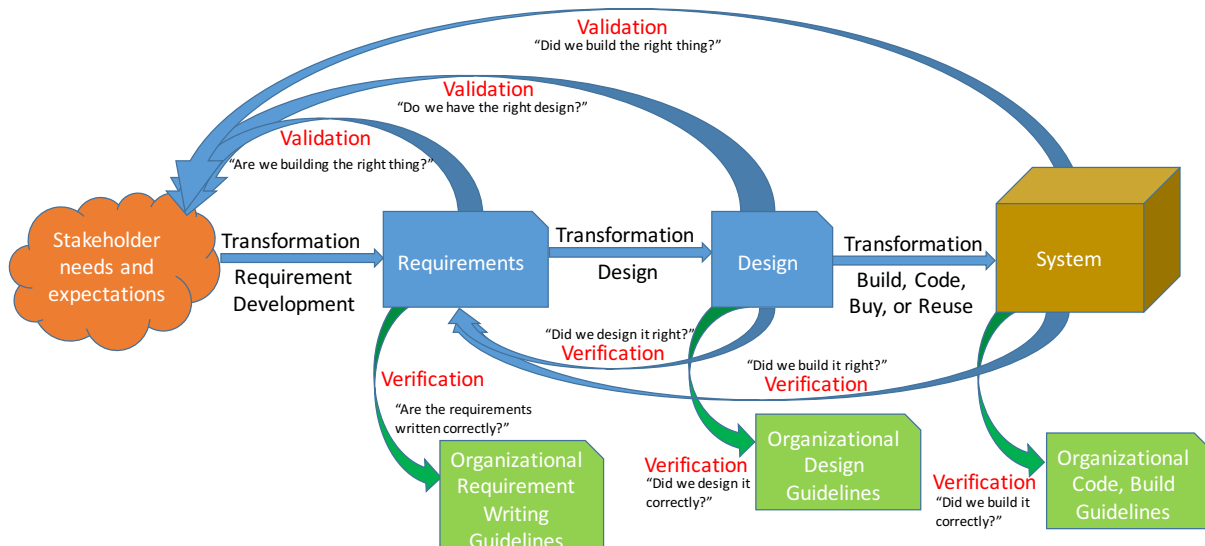 Validation
“Did we build the right thing?”
Validation
“Do we have the right design?”
Validation
“Are we building the right thing?”
Stakeholder
needs and
expectations
Transformation
Requirement
Development
Requirements
Transformation
Design
Design
Transformation
Build, Code,
Buy, or Reuse
System
“Did we design it right?”
Verification
“Did we build it right?”
Verification
Verification
“Are the requirements
written correctly?”
Organizational
Requirement
Writing
Guidelines
Verification
“Did we design it
correctly?”
Organizational
Design
Guidelines
Verification
“Did we build it
correctly?”
Organizational
Code, Build
Guidelines